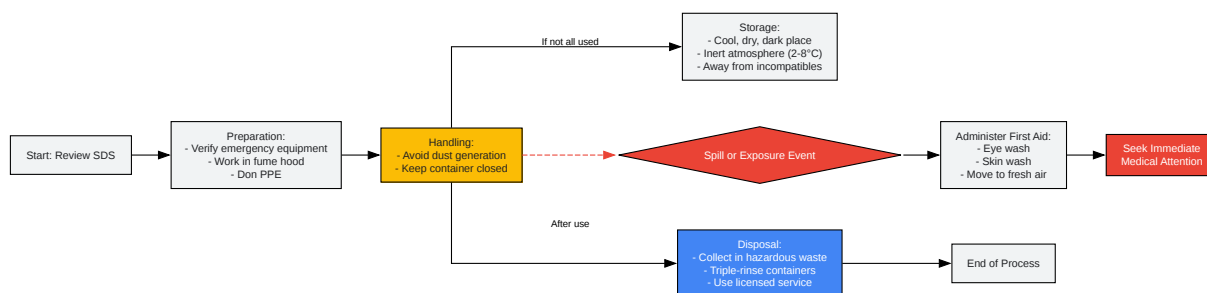 Start: Review SDS
Preparation:
- Verify emergency equipment
- Work in fume hood
- Don PPE
Handling:
- Avoid dust generation
- Keep container closed
If not all used
Storage:
- Cool, dry, dark place
- Inert atmosphere (2-8°C)
- Away from incompatibles
Spill or Exposure Event
Administer First Aid:
- Eye wash
- Skin wash
- Move to fresh air
Seek Immediate
Medical Attention
After use
Disposal:
- Collect in hazardous waste
- Triple-rinse containers
- Use licensed service
End of Process